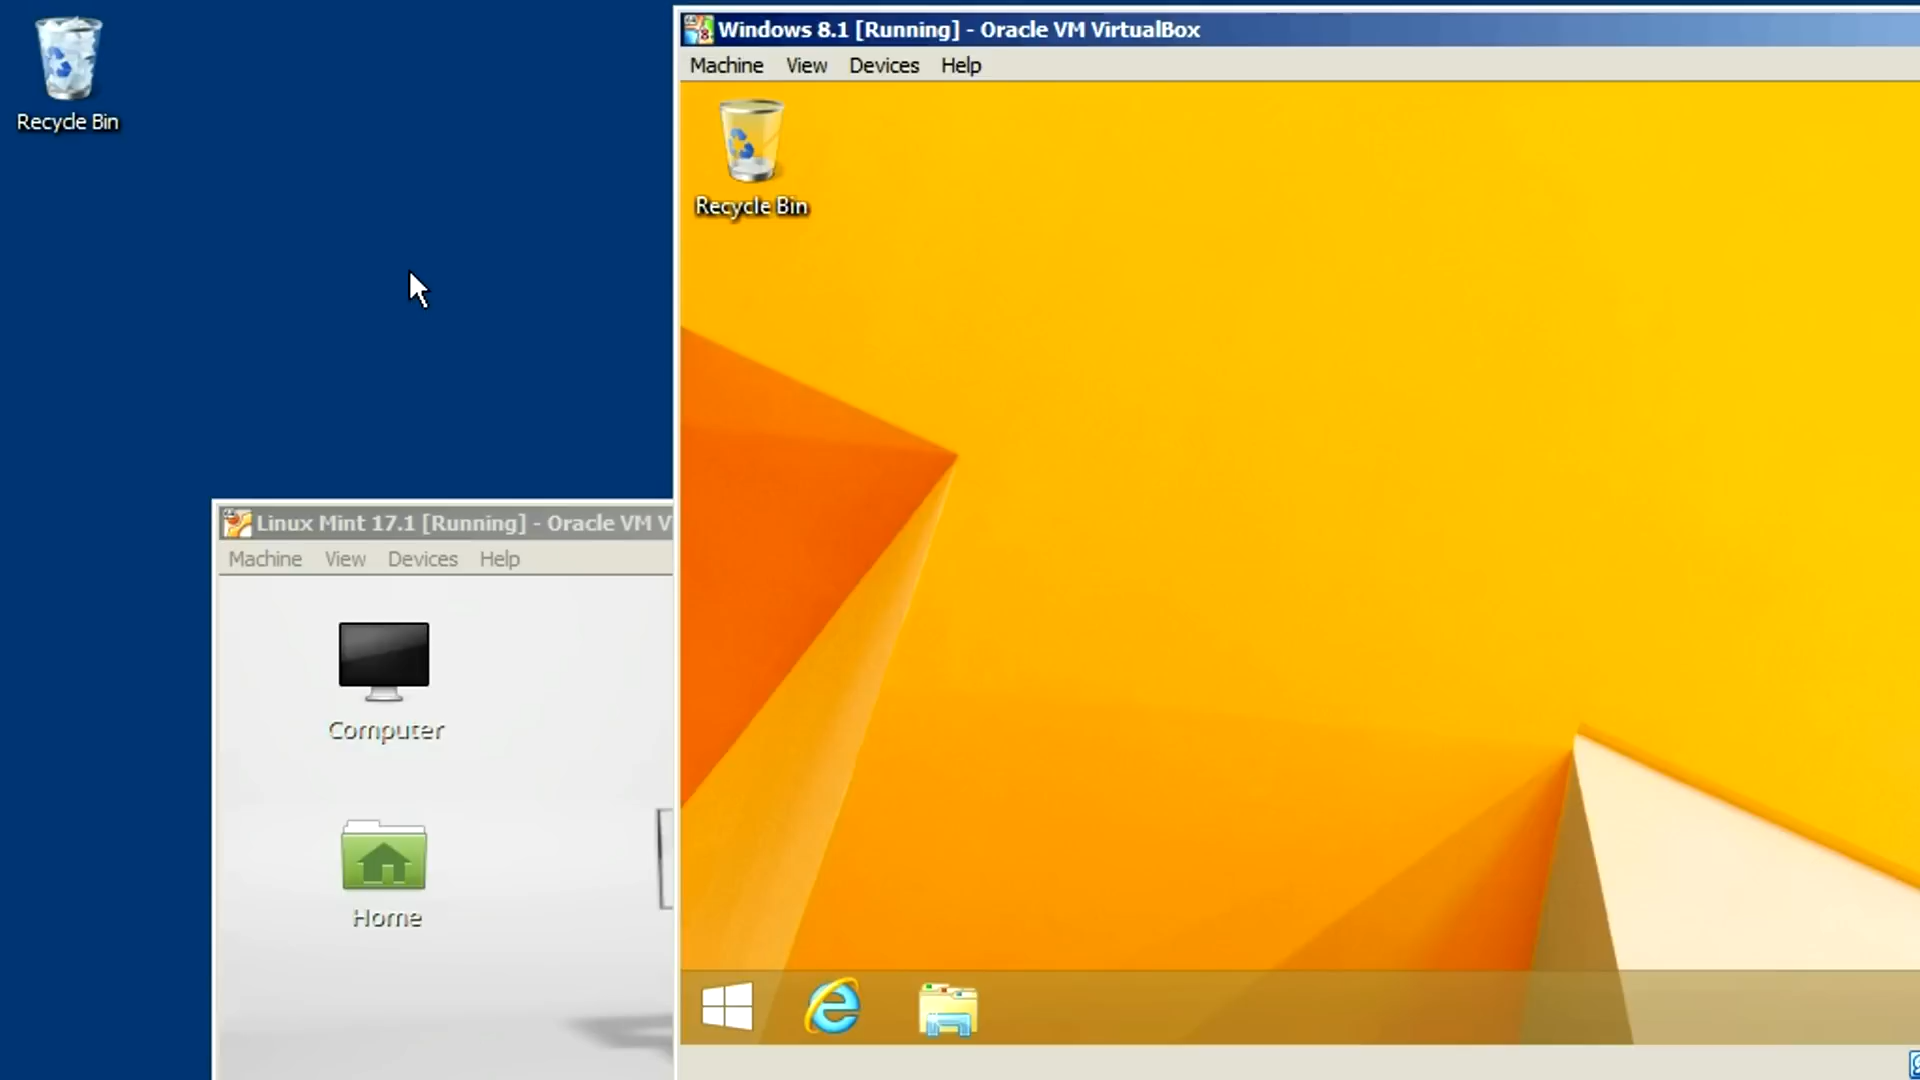 Recycle Bin
Windows 8.1 [Running] - Oracle VM VirtualBox
Machine View Devices Help
Recycle Bin
Linux Mint 17.1 [Running] - Oracle VM V
Machine View Devices Help
Computer
Home